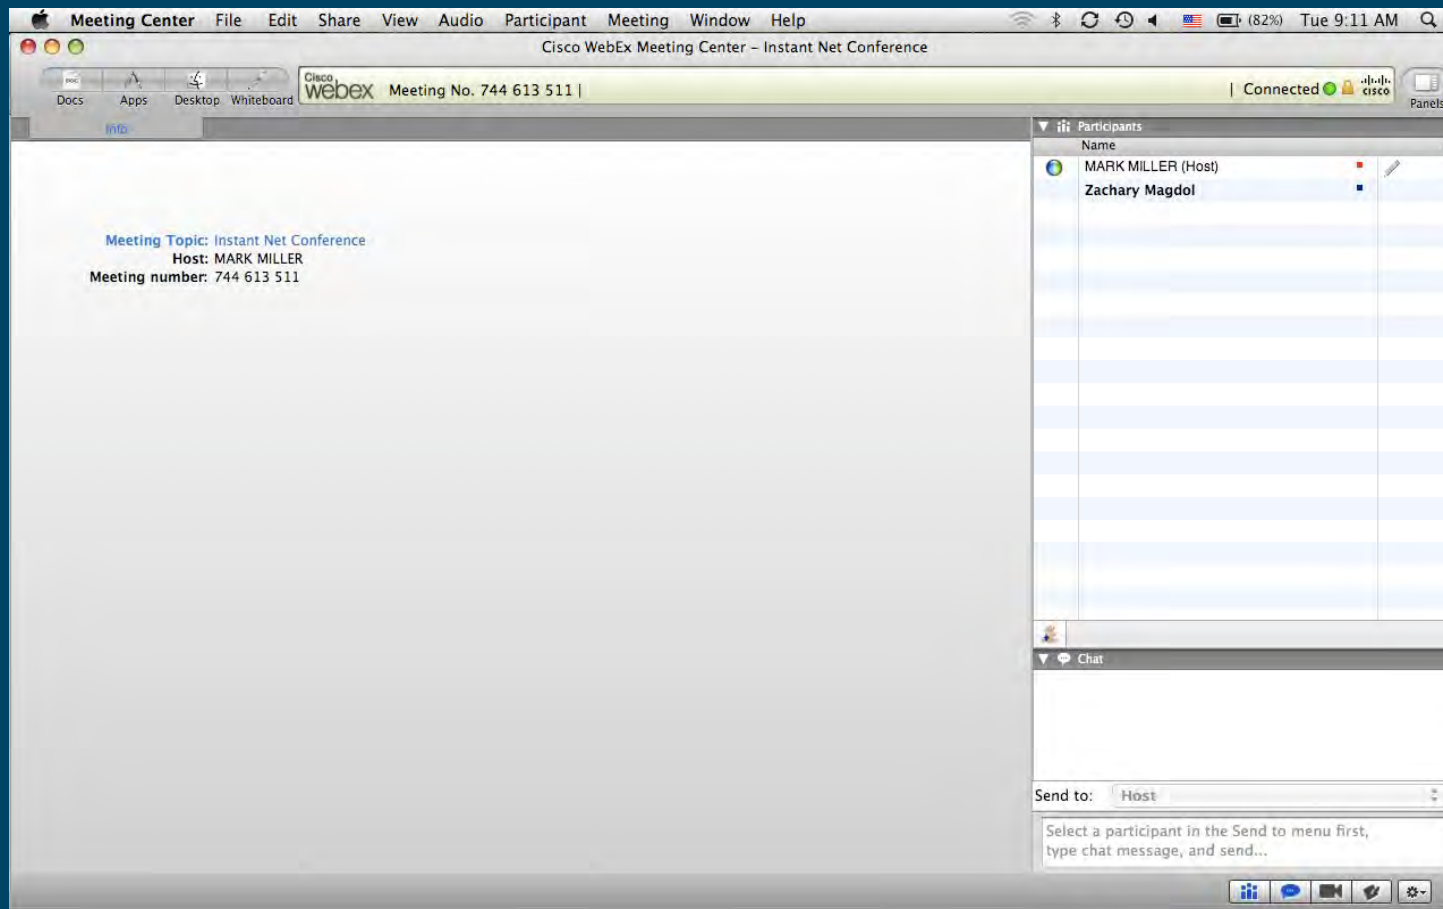 Meeting Center File Edit Share View Audio Participant Meeting Window Help (82%) Tue 9:11 AM
Cisco WebEx Meeting Center – Instant Net Conference
Docs Apps Desktop Whiteboard
Cisco webex Meeting No. 744 613 511 | | Connected cisco
Panels
Info
Meeting Topic: Instant Net Conference
Host: MARK MILLER
Meeting number: 744 613 511
Participants
Name
MARK MILLER (Host)
Zachary Magdol
Chat
Send to: Host
Select a participant in the Send to menu first,
type chat message, and send...